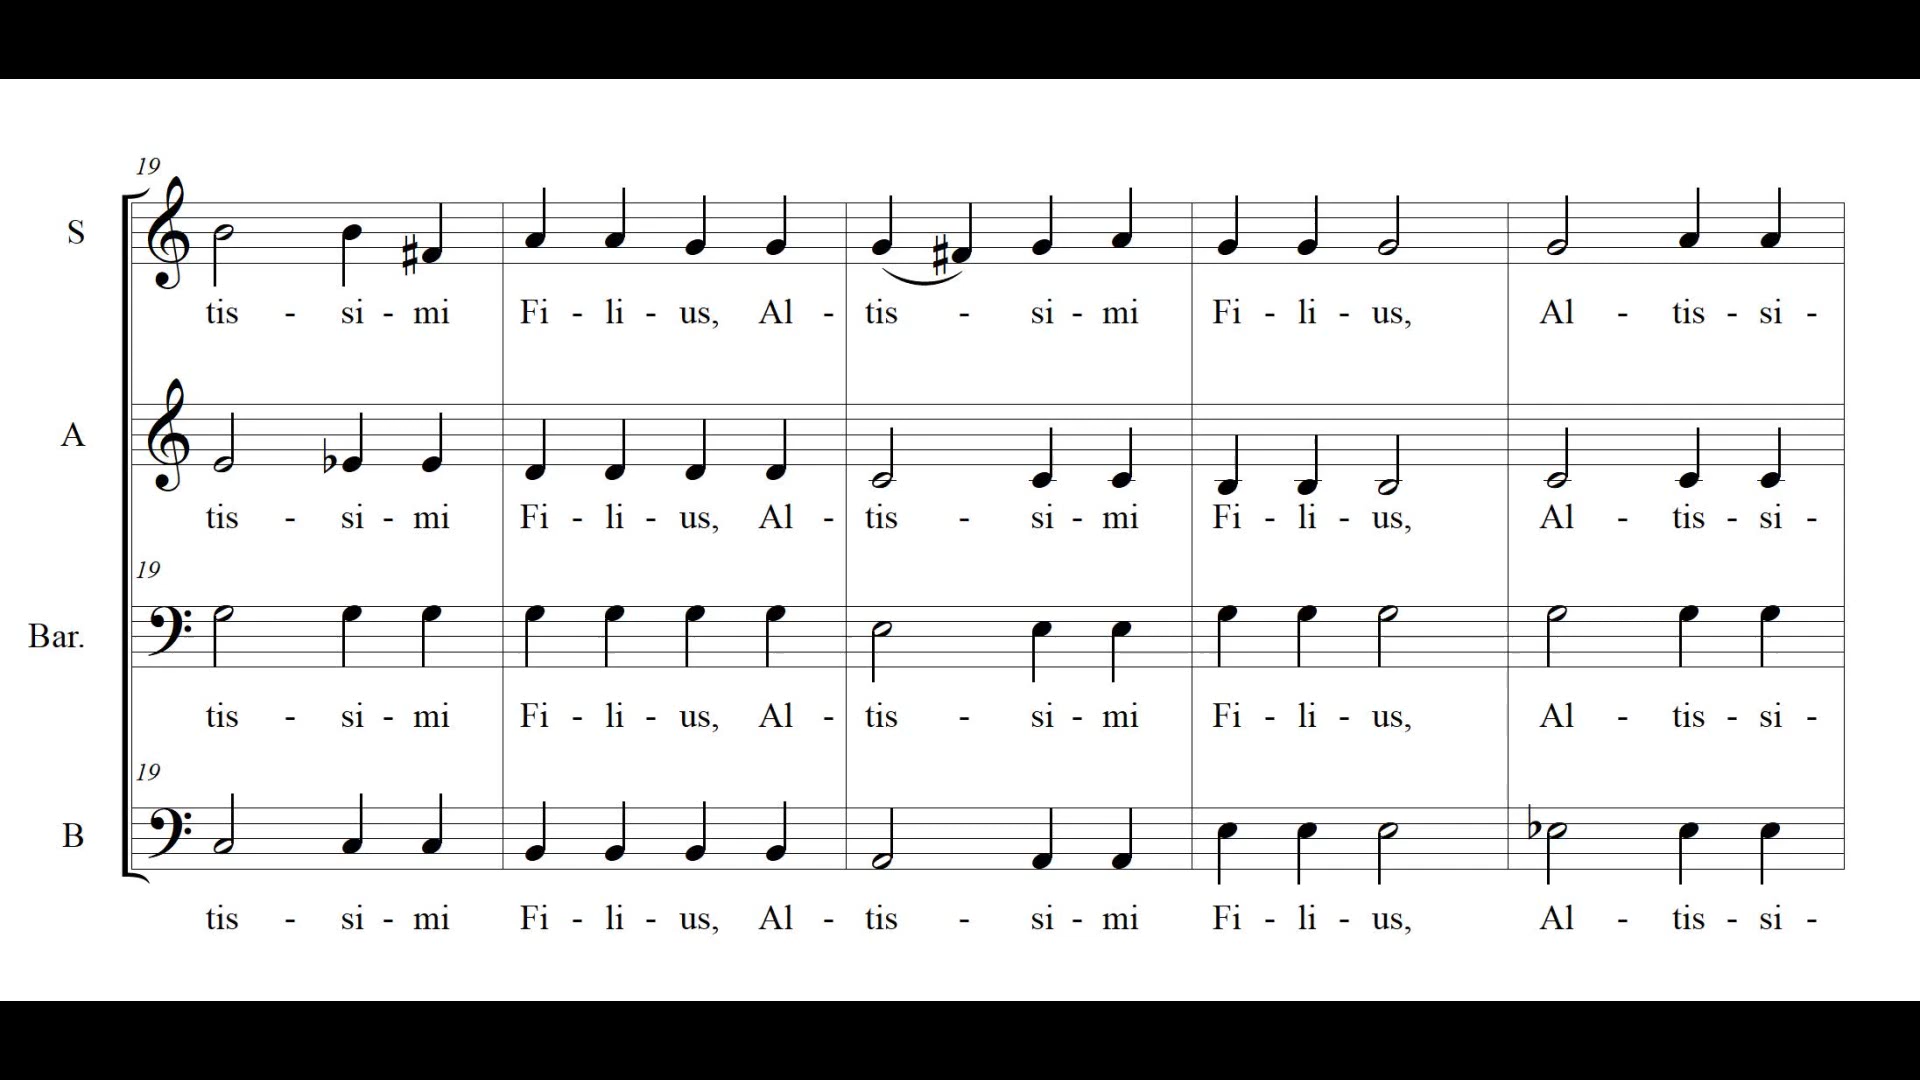 19
S
tis - si - mi Fi - li - us, Al - tis - si - mi Fi - li - us, Al - tis - si -
A
tis - si - mi Fi - li - us, Al - tis - si - mi Fi - li - us, Al - tis - si -
19
Bar.
tis - si - mi Fi - li - us, Al - tis - si - mi Fi - li - us, Al - tis - si -
19
B
tis - si - mi Fi - li - us, Al - tis - si - mi Fi - li - us, Al - tis - si -